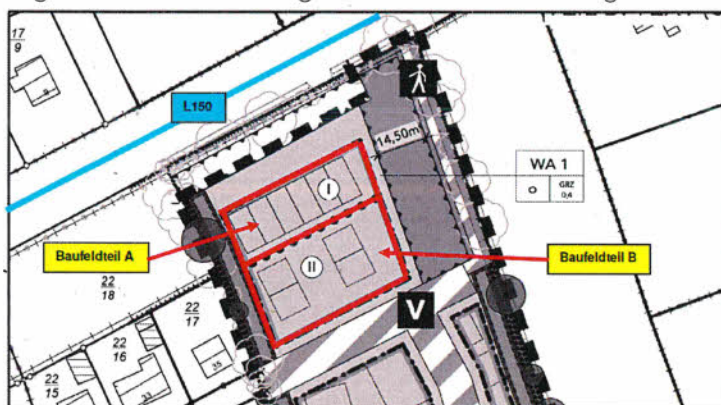 17
9
L150
14,50m
WA 1
o
GRZ
0,4
I
Baufeldteil A
II
Baufeldteil B
22
18
V
22
17
22
16
35
22
15
33